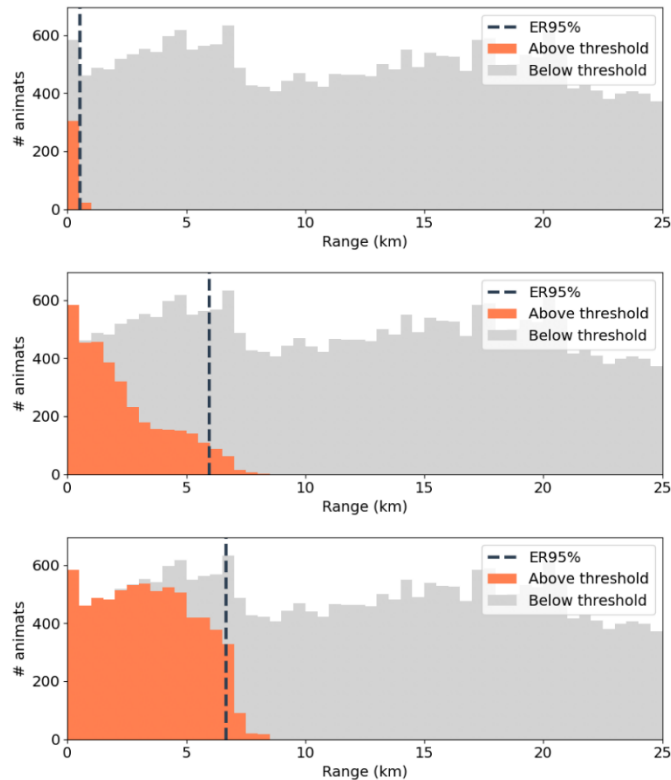 600
400
200
0
# animats
ER95%
Above threshold
Below threshold
0 5 10 15 20 25
Range (km)
600
400
200
0
# animats
ER95%
Above threshold
Below threshold
0 5 10 15 20 25
Range (km)
600
400
200
0
# animats
ER95%
Above threshold
Below threshold
0 5 10 15 20 25
Range (km)